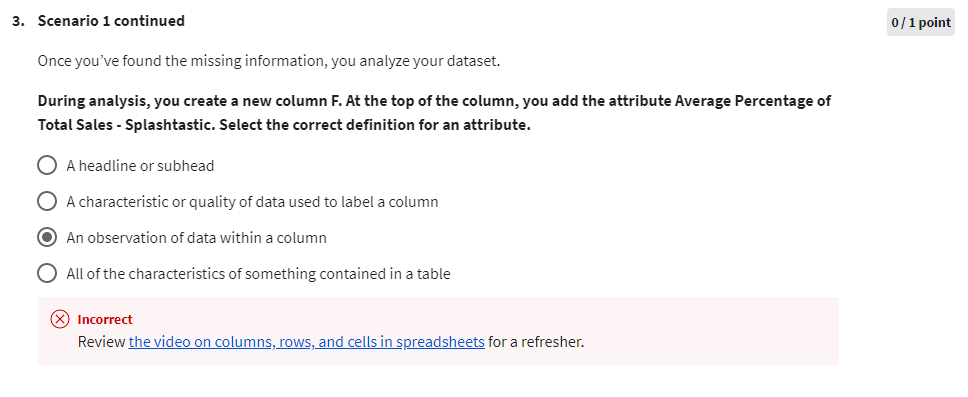 3. Scenario 1 continued
0 / 1 point
Once you’ve found the missing information, you analyze your dataset.
During analysis, you create a new column F. At the top of the column, you add the attribute Average Percentage of
Total Sales - Splashtastic. Select the correct definition for an attribute.
A headline or subhead
A characteristic or quality of data used to label a column
An observation of data within a column
All of the characteristics of something contained in a table
Incorrect
Review the video on columns, rows, and cells in spreadsheets for a refresher.